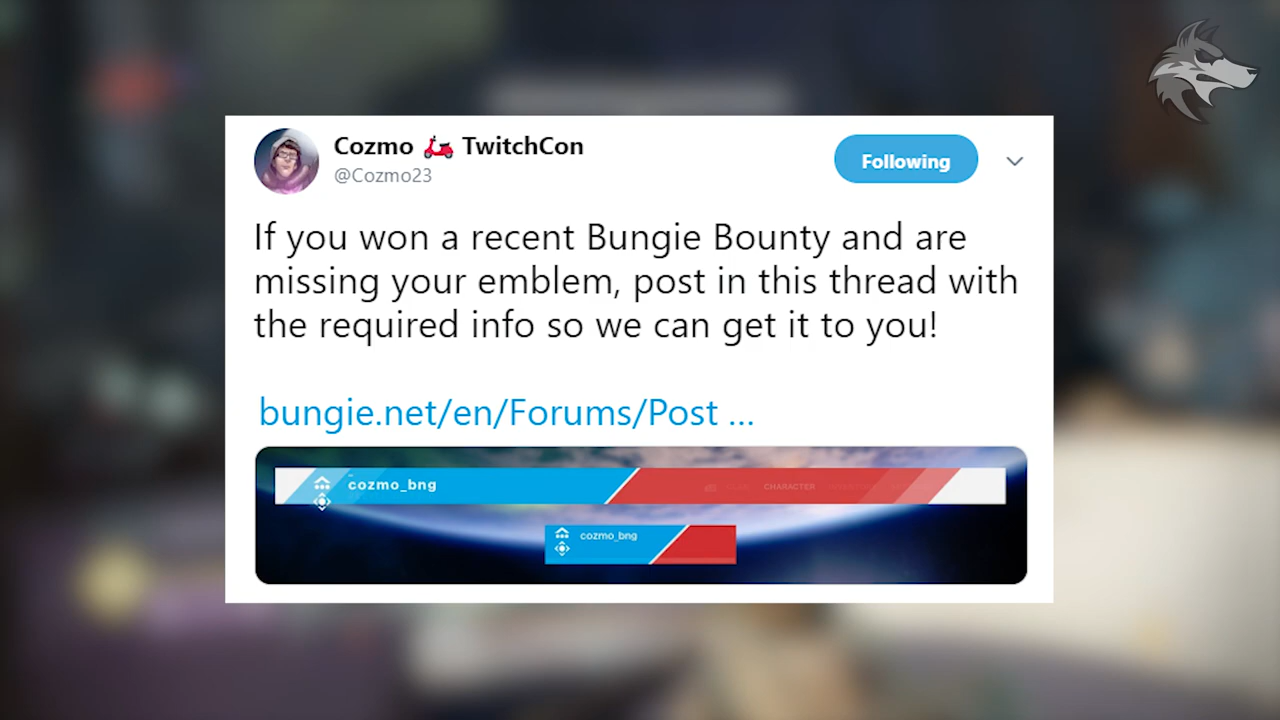 Cozmo 🛵 TwitchCon
@Cozmo23
Following
If you won a recent Bungie Bounty and are
missing your emblem, post in this thread with
the required info so we can get it to you!
bungie.net/en/Forums/Post ...
cozmo_bng
CHARACTER
cozmo_bng